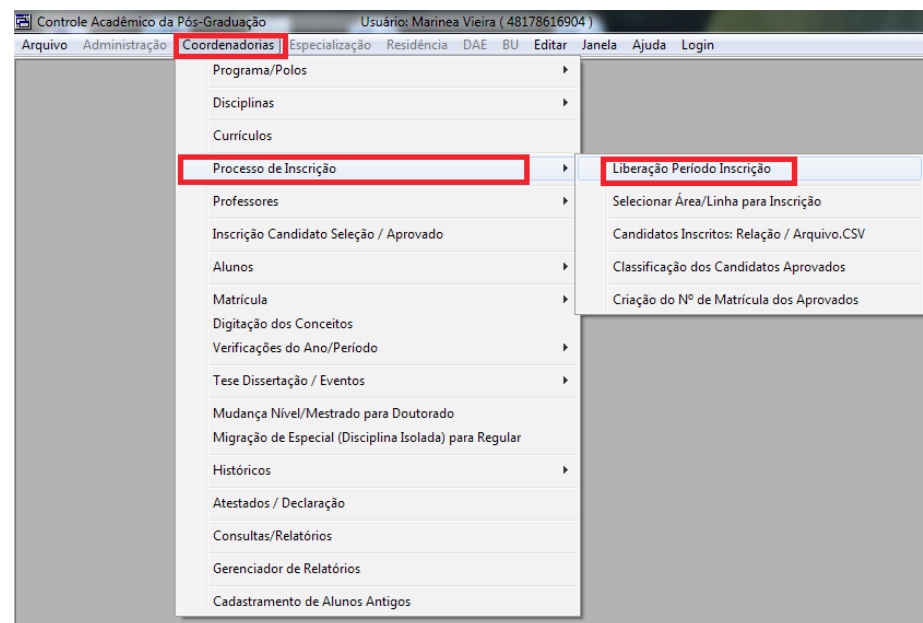 Controle Acadêmico da Pós-Graduação Usuário: Marinea Vieira ( 48178616904 )
Arquivo Administração Coordenadorias Especialização Residência DAE BU Editar Janela Ajuda Login
Programa/Polos
Disciplinas
Currículos
Processo de Inscrição
Professores
Inscrição Candidato Seleção / Aprovado
Alunos
Matrícula
Digitação dos Conceitos
Verificações do Ano/Período
Tese Dissertação / Eventos
Mudança Nível/Mestrado para Doutorado
Migração de Especial (Disciplina Isolada) para Regular
Históricos
Atestados / Declaração
Consultas/Relatórios
Gerenciador de Relatórios
Cadastramento de Alunos Antigos
Liberação Período Inscrição
Selecionar Área/Linha para Inscrição
Candidatos Inscritos: Relação / Arquivo.CSV
Classificação dos Candidatos Aprovados
Criação do Nº de Matrícula dos Aprovados